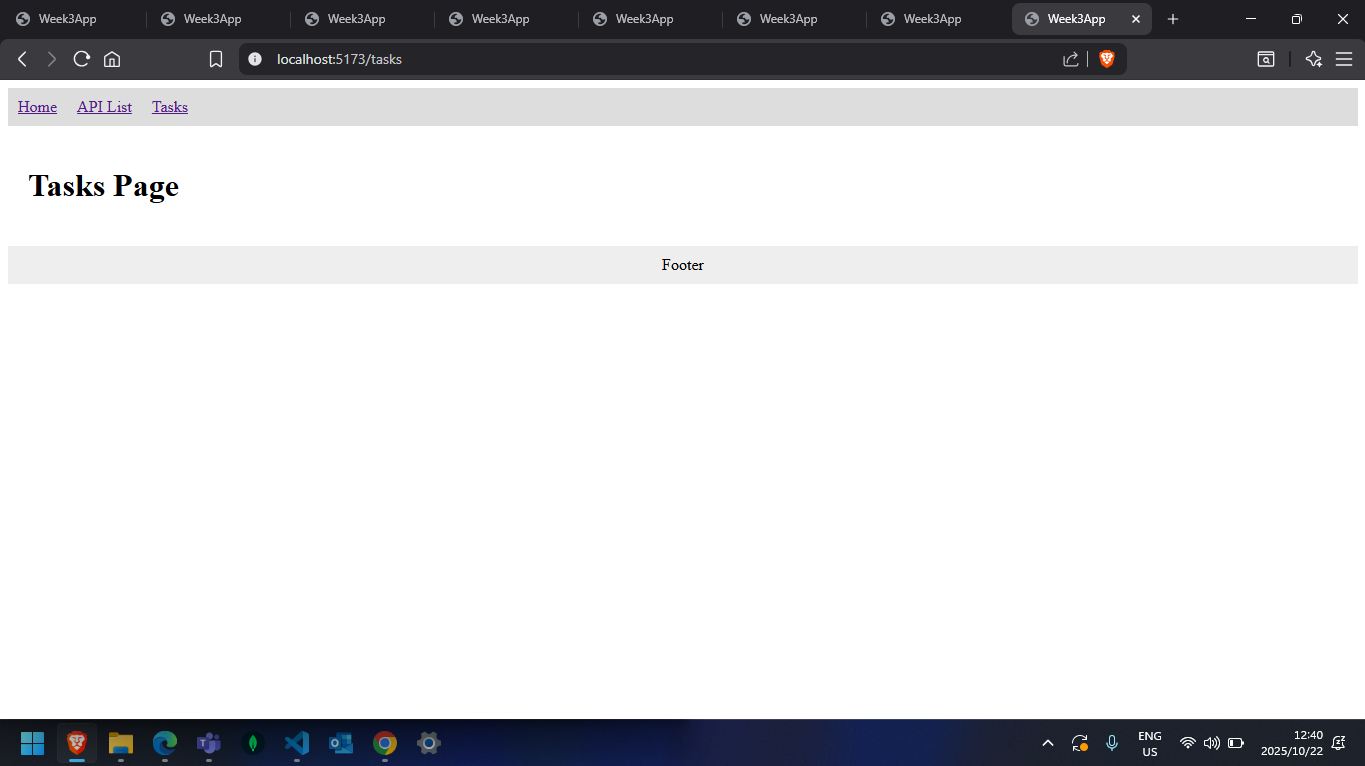 Week3App Week3App Week3App Week3App Week3App Week3App Week3App Week3App
localhost:5173/tasks
Home API List Tasks
Tasks Page
Footer
ENG 12:40
US 2025/10/22